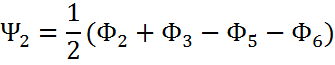 Ψ₂ = 1/2 (Φ₂ + Φ₃ − Φ₅ − Φ₆)